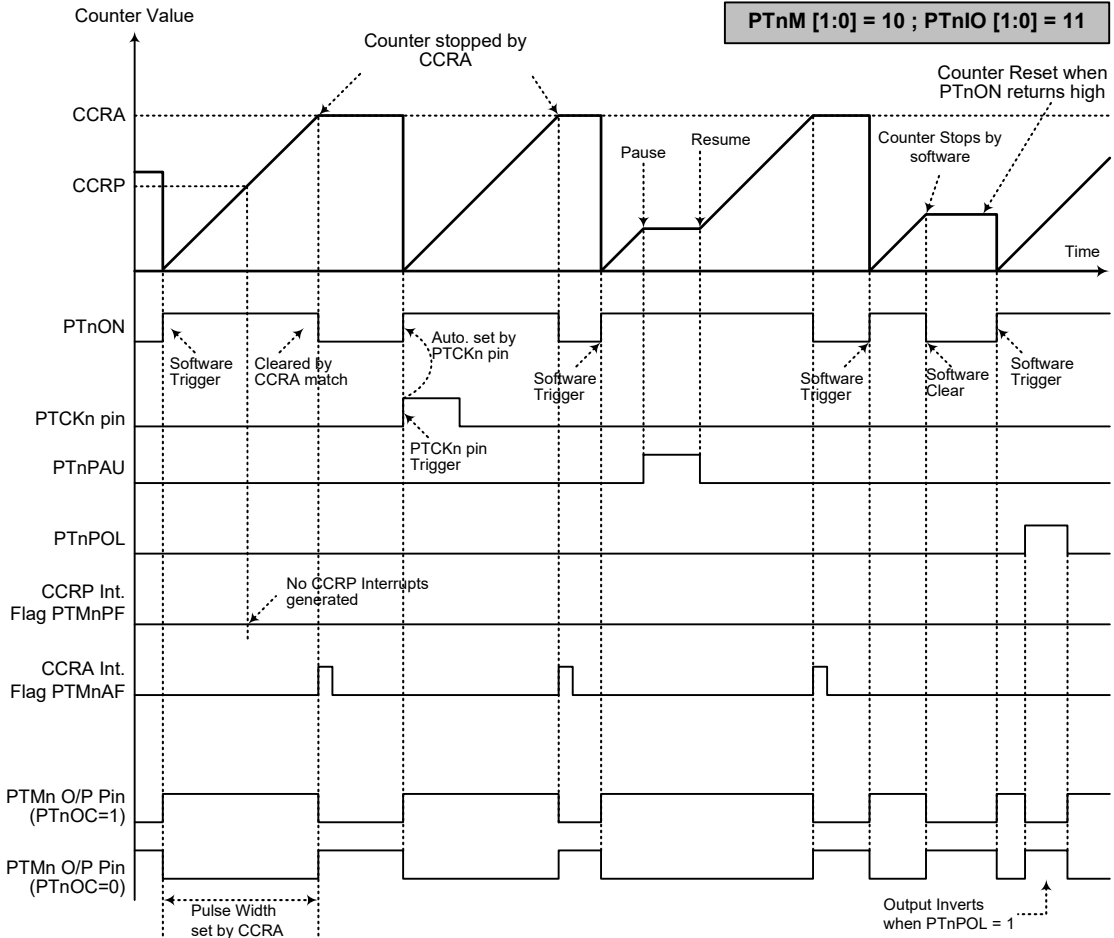 Counter Value
PTnM [1:0] = 10 ; PTnIO [1:0] = 11
Counter stopped by
CCRA
Counter Reset when
PTnON returns high
CCRA
Counter Stops by
software
Pause
Resume
CCRP
Time
PTnON
Software
Trigger
Cleared by
CCRA match
Auto. set by
PTCKn pin
Software
Trigger
Software
Trigger
Software
Clear
Software
Trigger
PTCKn pin
PTCKn pin
Trigger
PTnPAU
PTnPOL
CCRP Int.
Flag PTMnPF
No CCRP Interrupts
generated
CCRA Int.
Flag PTMnAF
PTMn O/P Pin
(PTnOC=1)
PTMn O/P Pin
(PTnOC=0)
Pulse Width
set by CCRA
Output Inverts
when PTnPOL = 1